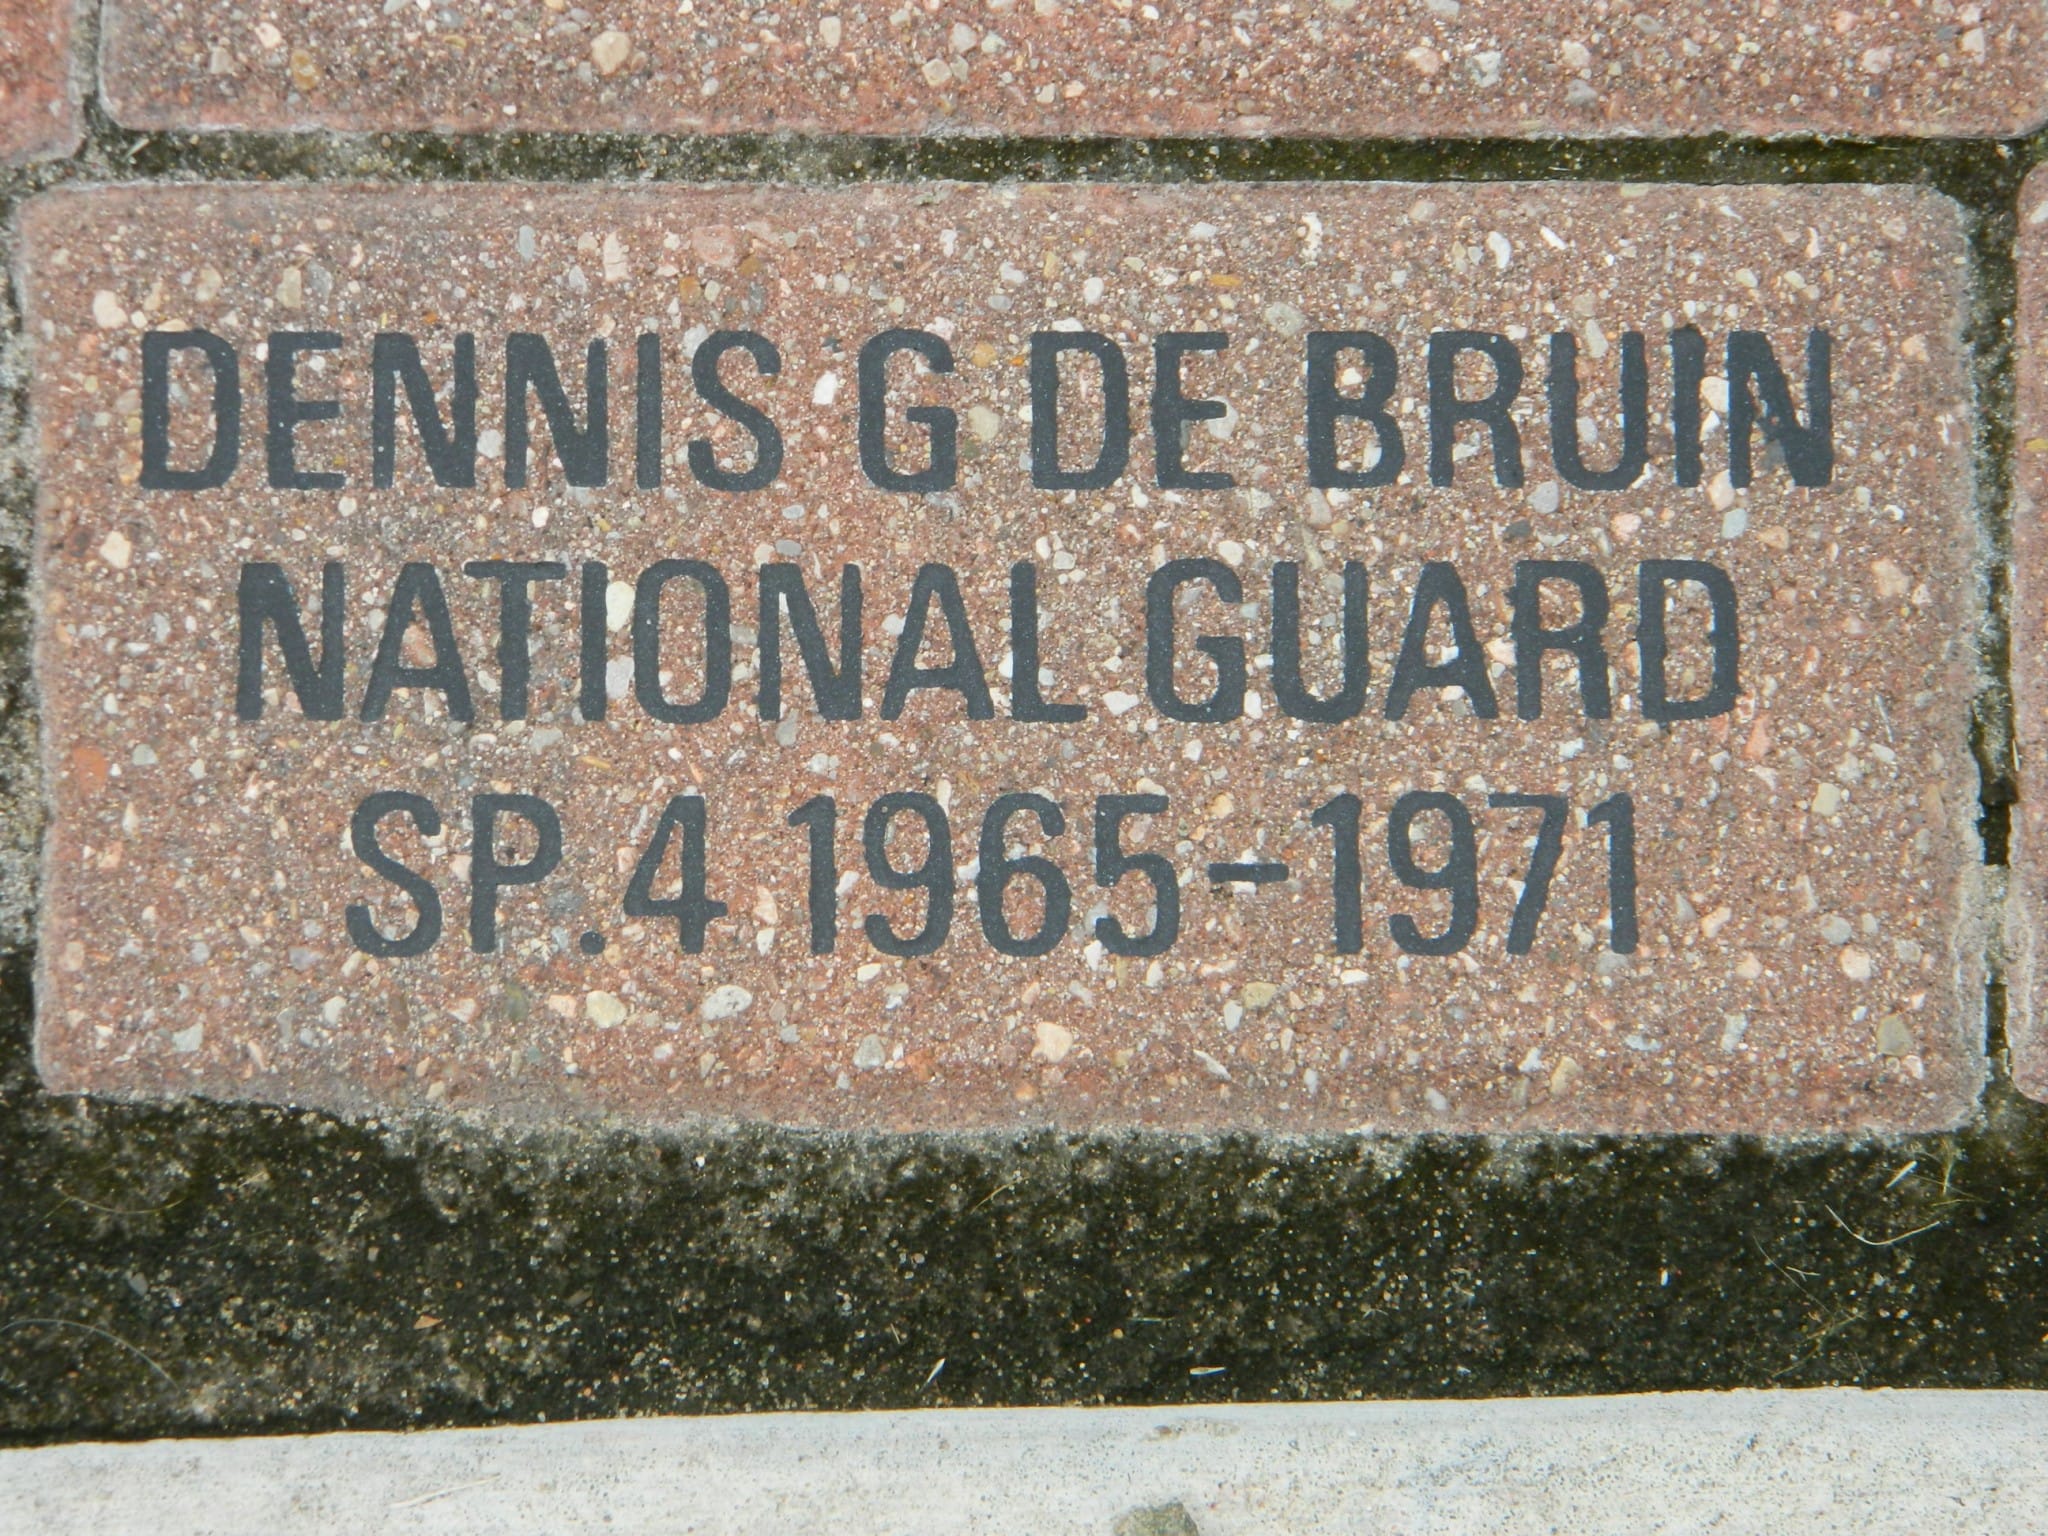 DENNIS G DE BRUIN
NATIONAL GUARD
SP.4 1965-1971